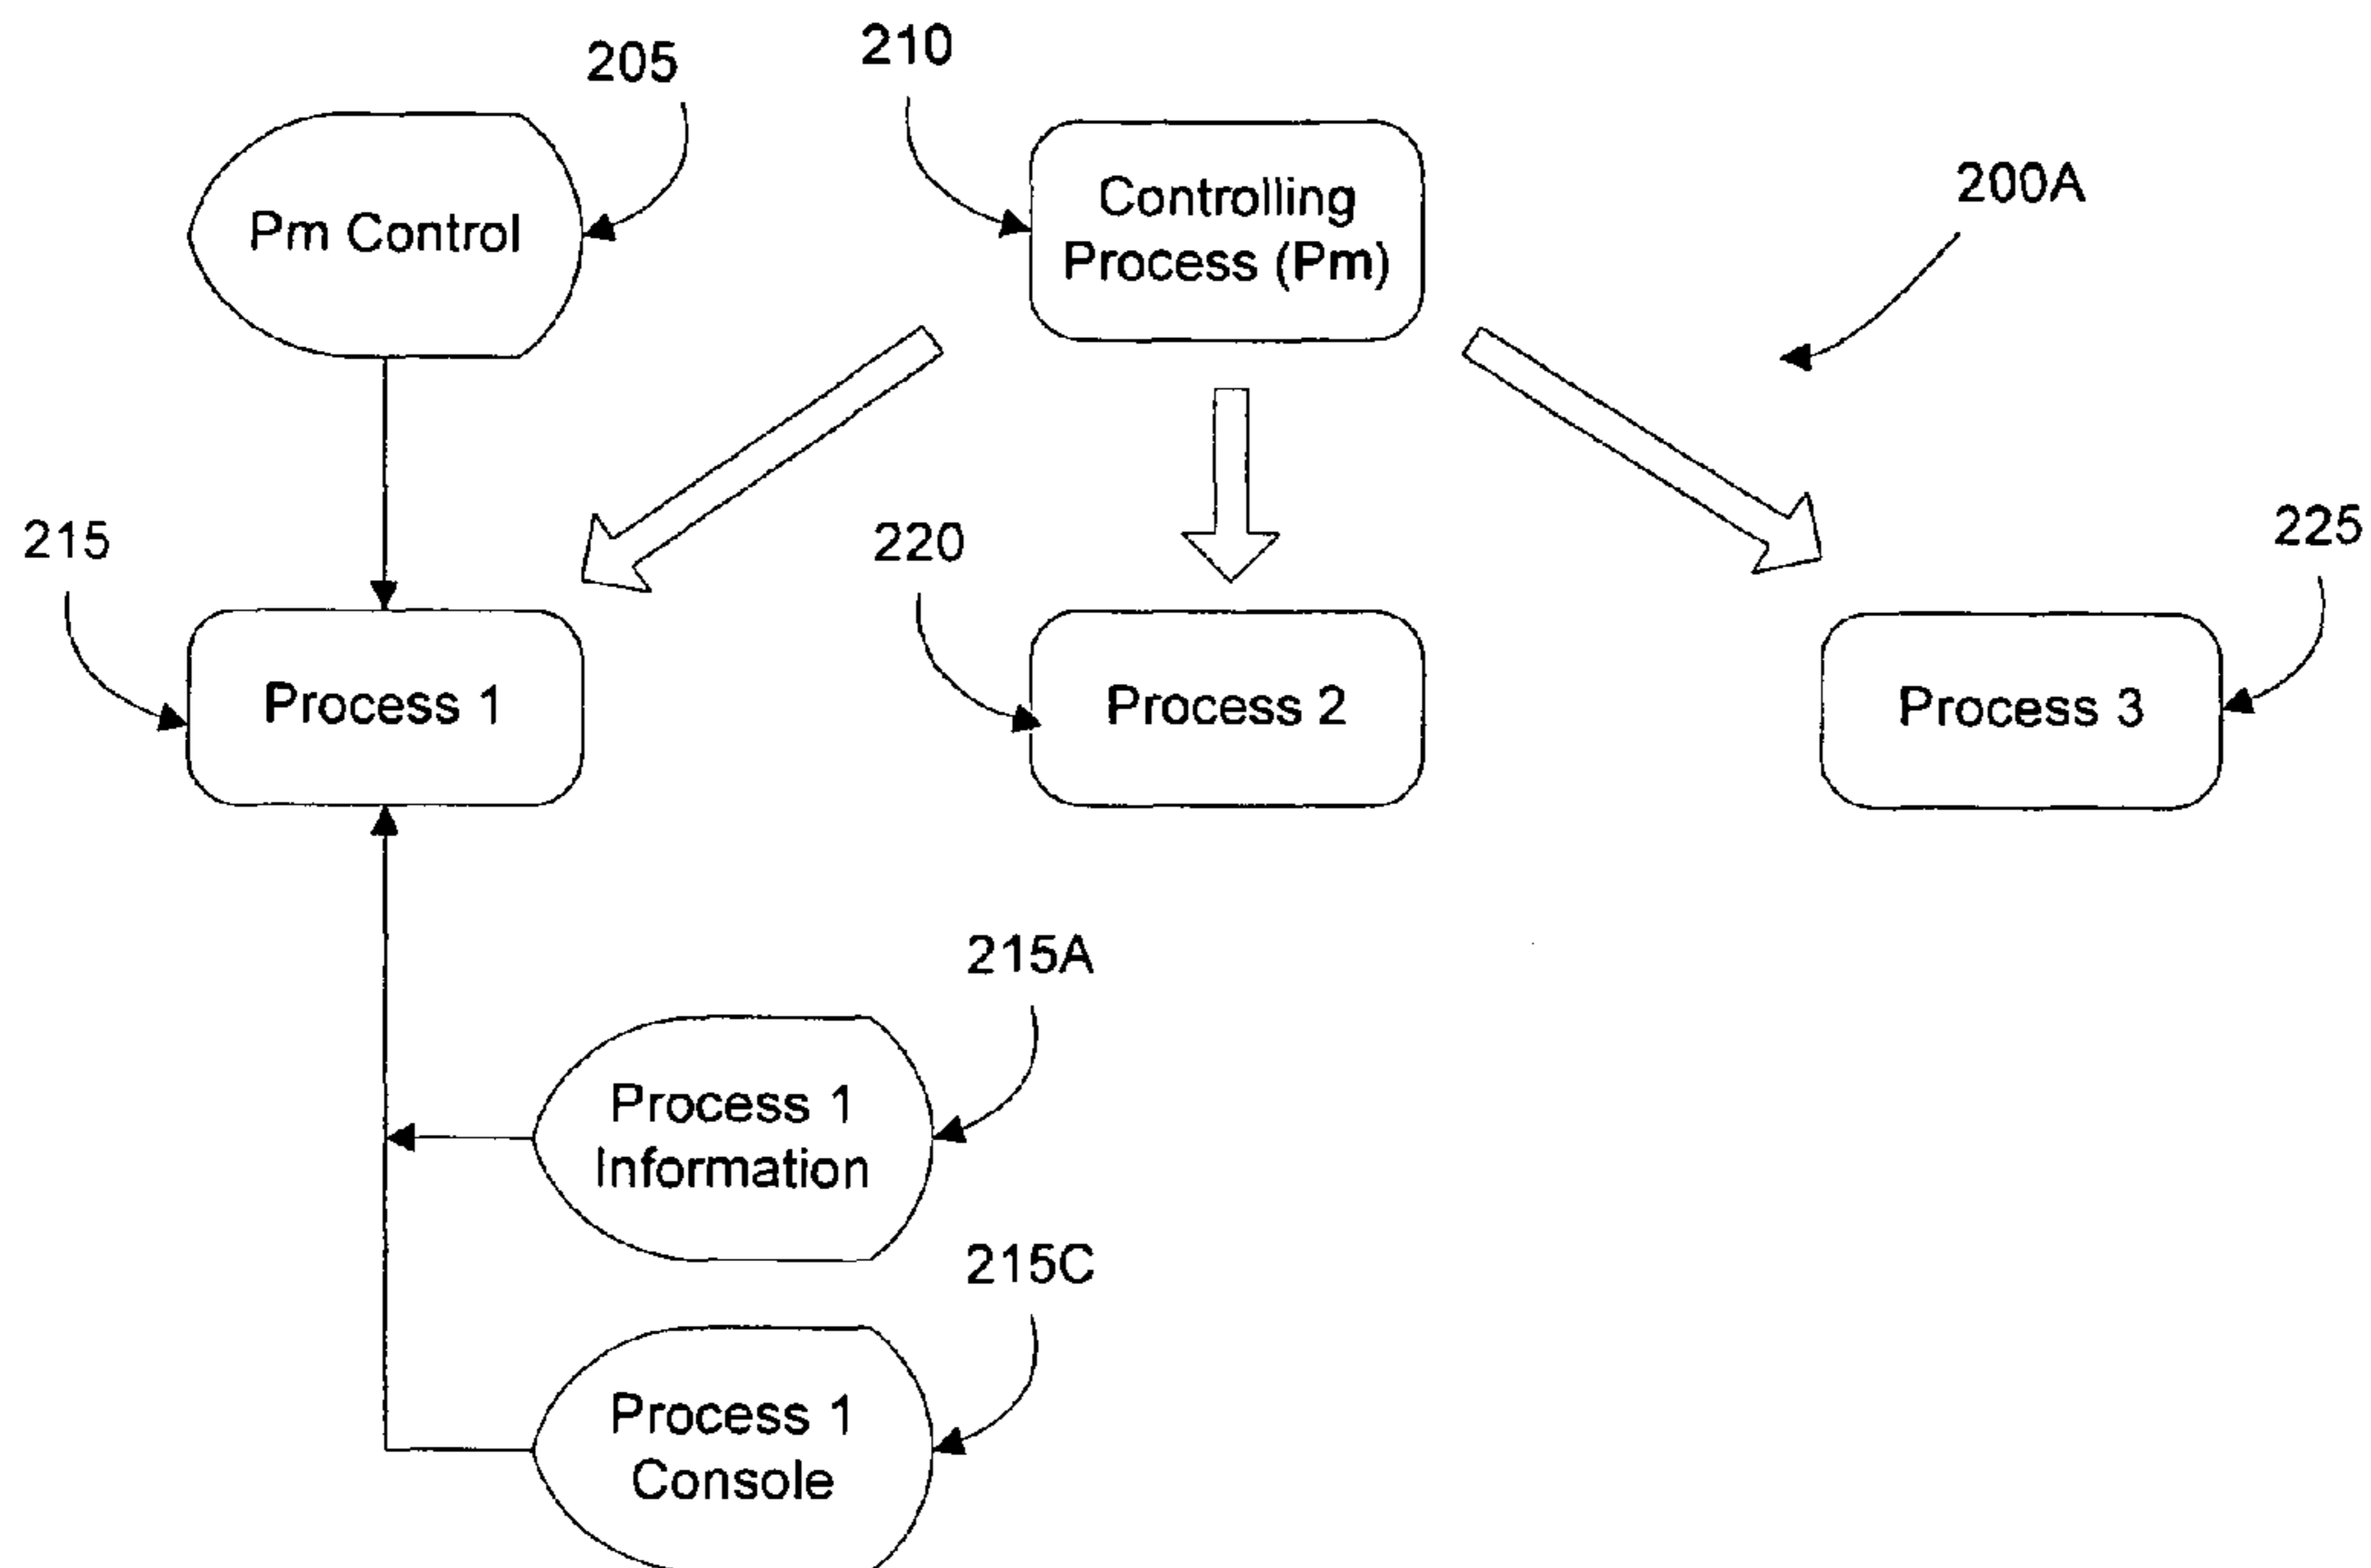 205
210
Pm Control
Controlling
Process (Pm)
200A
215
220
225
Process 1
Process 2
Process 3
215A
Process 1
Information
215C
Process 1
Console